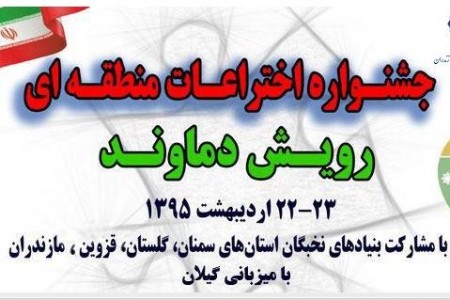 جشنواره اختراعات منطقه ای
رویش دماوند
۲۲-۲۳ اردیبهشت ۱۳۹۵
با مشارکت بنیادهای نخبگان استان‌های سمنان، گلستان، قزوین ، مازندران
با میزبانی گیلان